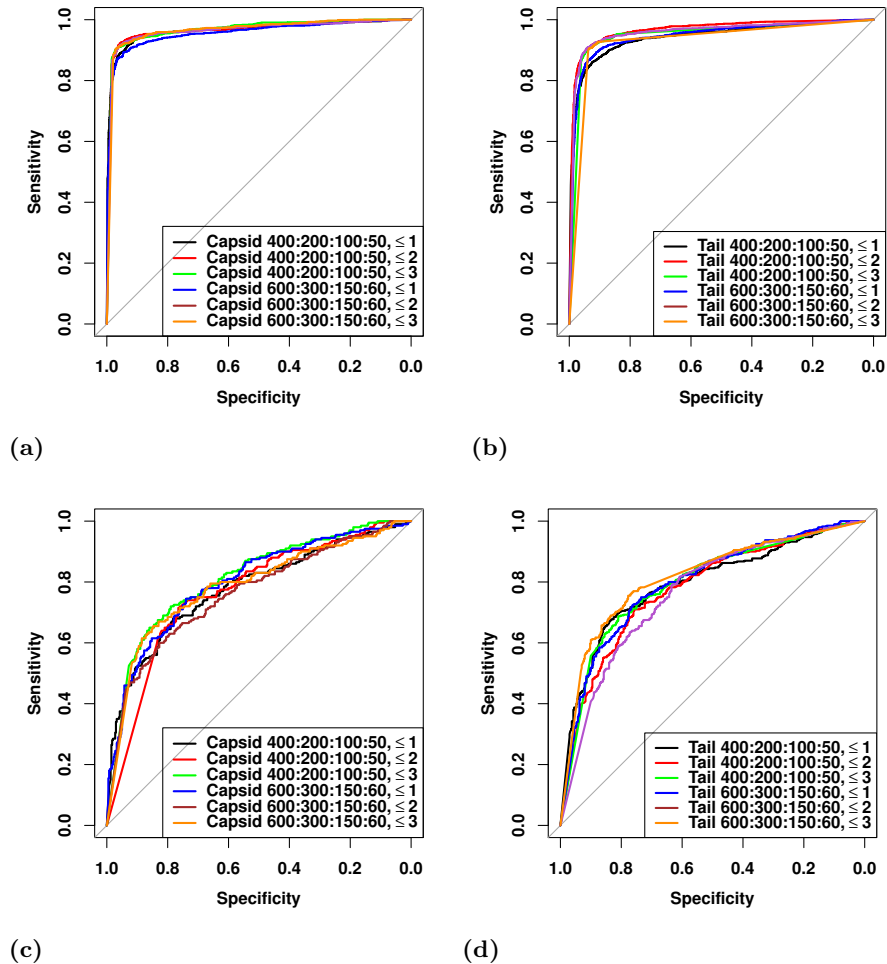 1.0
0.8
0.6
0.4
0.2
0.0
Sensitivity
Capsid 400:200:100:50, ≤ 1
Capsid 400:200:100:50, ≤ 2
Capsid 400:200:100:50, ≤ 3
Capsid 600:300:150:60, ≤ 1
Capsid 600:300:150:60, ≤ 2
Capsid 600:300:150:60, ≤ 3
1.0 0.8 0.6 0.4 0.2 0.0
Specificity
(a)
1.0
0.8
0.6
0.4
0.2
0.0
Sensitivity
Tail 400:200:100:50, ≤ 1
Tail 400:200:100:50, ≤ 2
Tail 400:200:100:50, ≤ 3
Tail 600:300:150:60, ≤ 1
Tail 600:300:150:60, ≤ 2
Tail 600:300:150:60, ≤ 3
1.0 0.8 0.6 0.4 0.2 0.0
Specificity
(b)
1.0
0.8
0.6
0.4
0.2
0.0
Sensitivity
Capsid 400:200:100:50, ≤ 1
Capsid 400:200:100:50, ≤ 2
Capsid 400:200:100:50, ≤ 3
Capsid 600:300:150:60, ≤ 1
Capsid 600:300:150:60, ≤ 2
Capsid 600:300:150:60, ≤ 3
1.0 0.8 0.6 0.4 0.2 0.0
Specificity
(c)
1.0
0.8
0.6
0.4
0.2
0.0
Sensitivity
Tail 400:200:100:50, ≤ 1
Tail 400:200:100:50, ≤ 2
Tail 400:200:100:50, ≤ 3
Tail 600:300:150:60, ≤ 1
Tail 600:300:150:60, ≤ 2
Tail 600:300:150:60, ≤ 3
1.0 0.8 0.6 0.4 0.2 0.0
Specificity
(d)